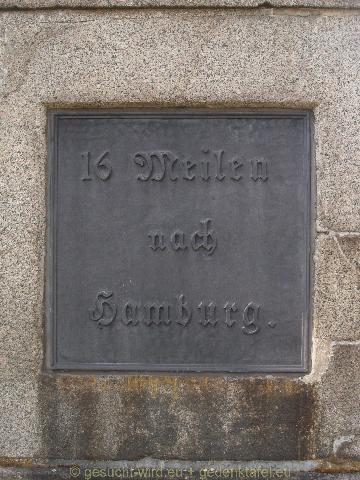 16 Meilen
nach
Hamburg.
© gesucht-wird.eu + gedenktafel.eu